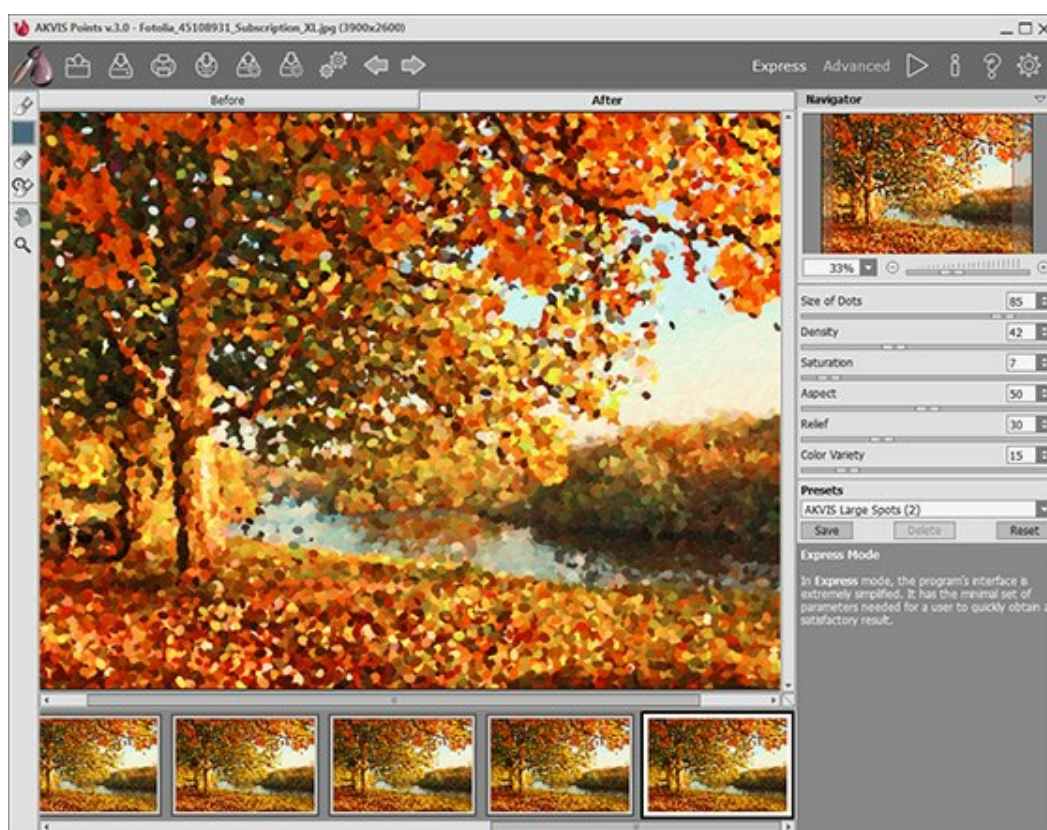 AKVIS Points v.3.0 - Fotolia_45108931_Subscription_XL.jpg (3900x2600)
Express Advanced
Before After Navigator
33%
Size of Dots 85
Density 42
Saturation 7
Aspect 50
Relief 30
Color Variety 15
Presets
AKVIS Large Spots (2)
Save Delete Reset
Express Mode
In Express mode, the program's interface is
extremely simplified. It has the minimal set of
parameters needed for a user to quickly obtain a
satisfactory result.